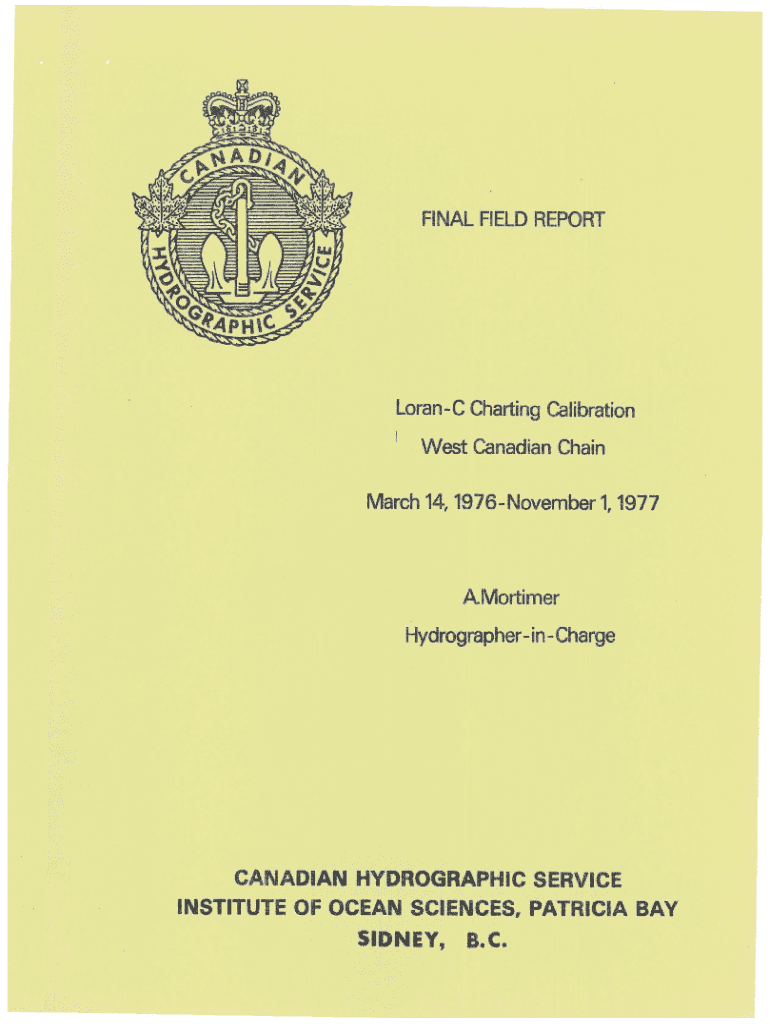 CANADIAN
HYDROGRAPHIC SERVICE
FINAL FIELD REPORT
Loran-C Charting Calibration
West Canadian Chain
March 14, 1976-November 1, 1977
A.Mortimer
Hydrographer-in-Charge
CANADIAN HYDROGRAPHIC SERVICE
INSTITUTE OF OCEAN SCIENCES, PATRICIA BAY
SIDNEY, B.C.